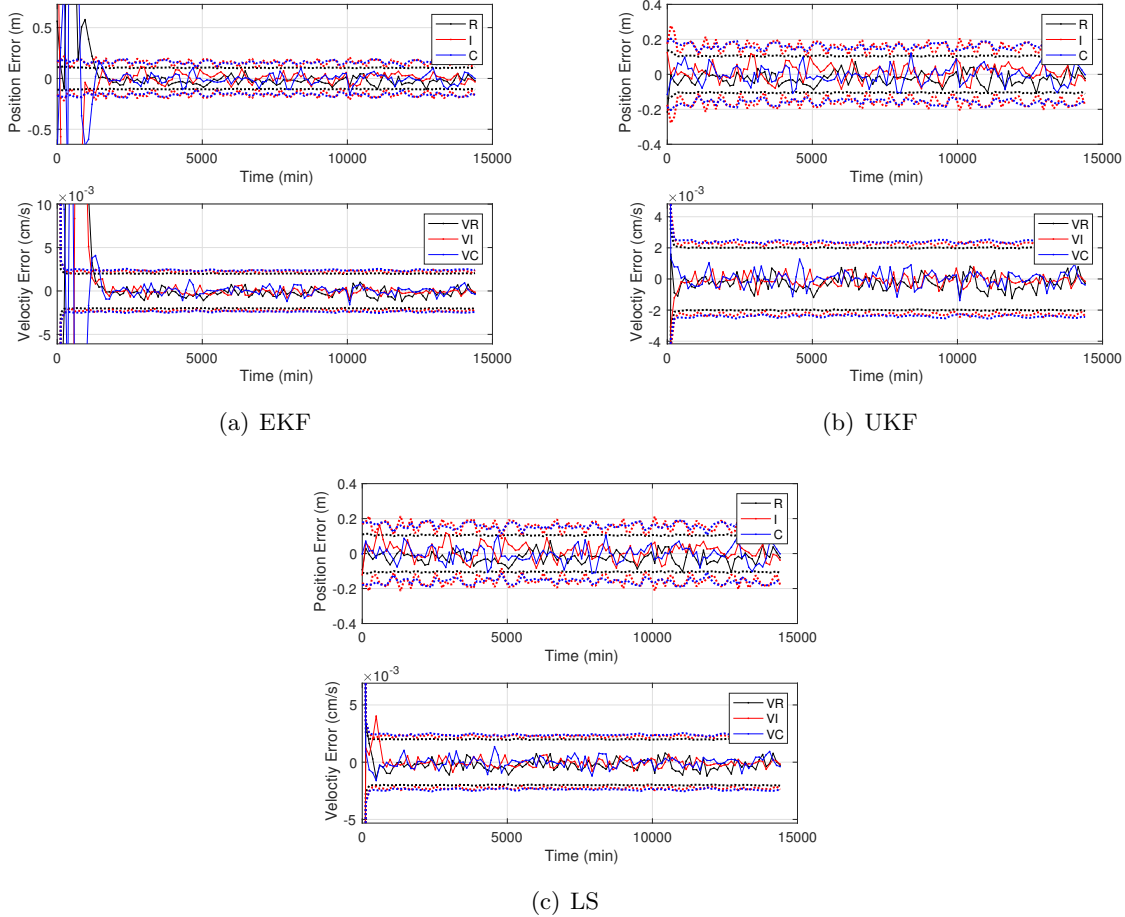 0.5
0
-0.5
Position Error (m)
R
I
C
0 5000 10000 15000
Time (min)
×10-3
10
5
0
-5
Veloctiy Error (cm/s)
VR
VI
VC
0 5000 10000 15000
Time (min)
(a) EKF
0.4
0.2
0
-0.2
-0.4
Position Error (m)
R
I
C
0 5000 10000 15000
Time (min)
×10-3
4
2
0
-2
-4
Veloctiy Error (cm/s)
VR
VI
VC
0 5000 10000 15000
Time (min)
(b) UKF
0.4
0.2
0
-0.2
-0.4
Position Error (m)
R
I
C
0 5000 10000 15000
Time (min)
×10-3
5
0
-5
Veloctiy Error (cm/s)
VR
VI
VC
0 5000 10000 15000
Time (min)
(c) LS